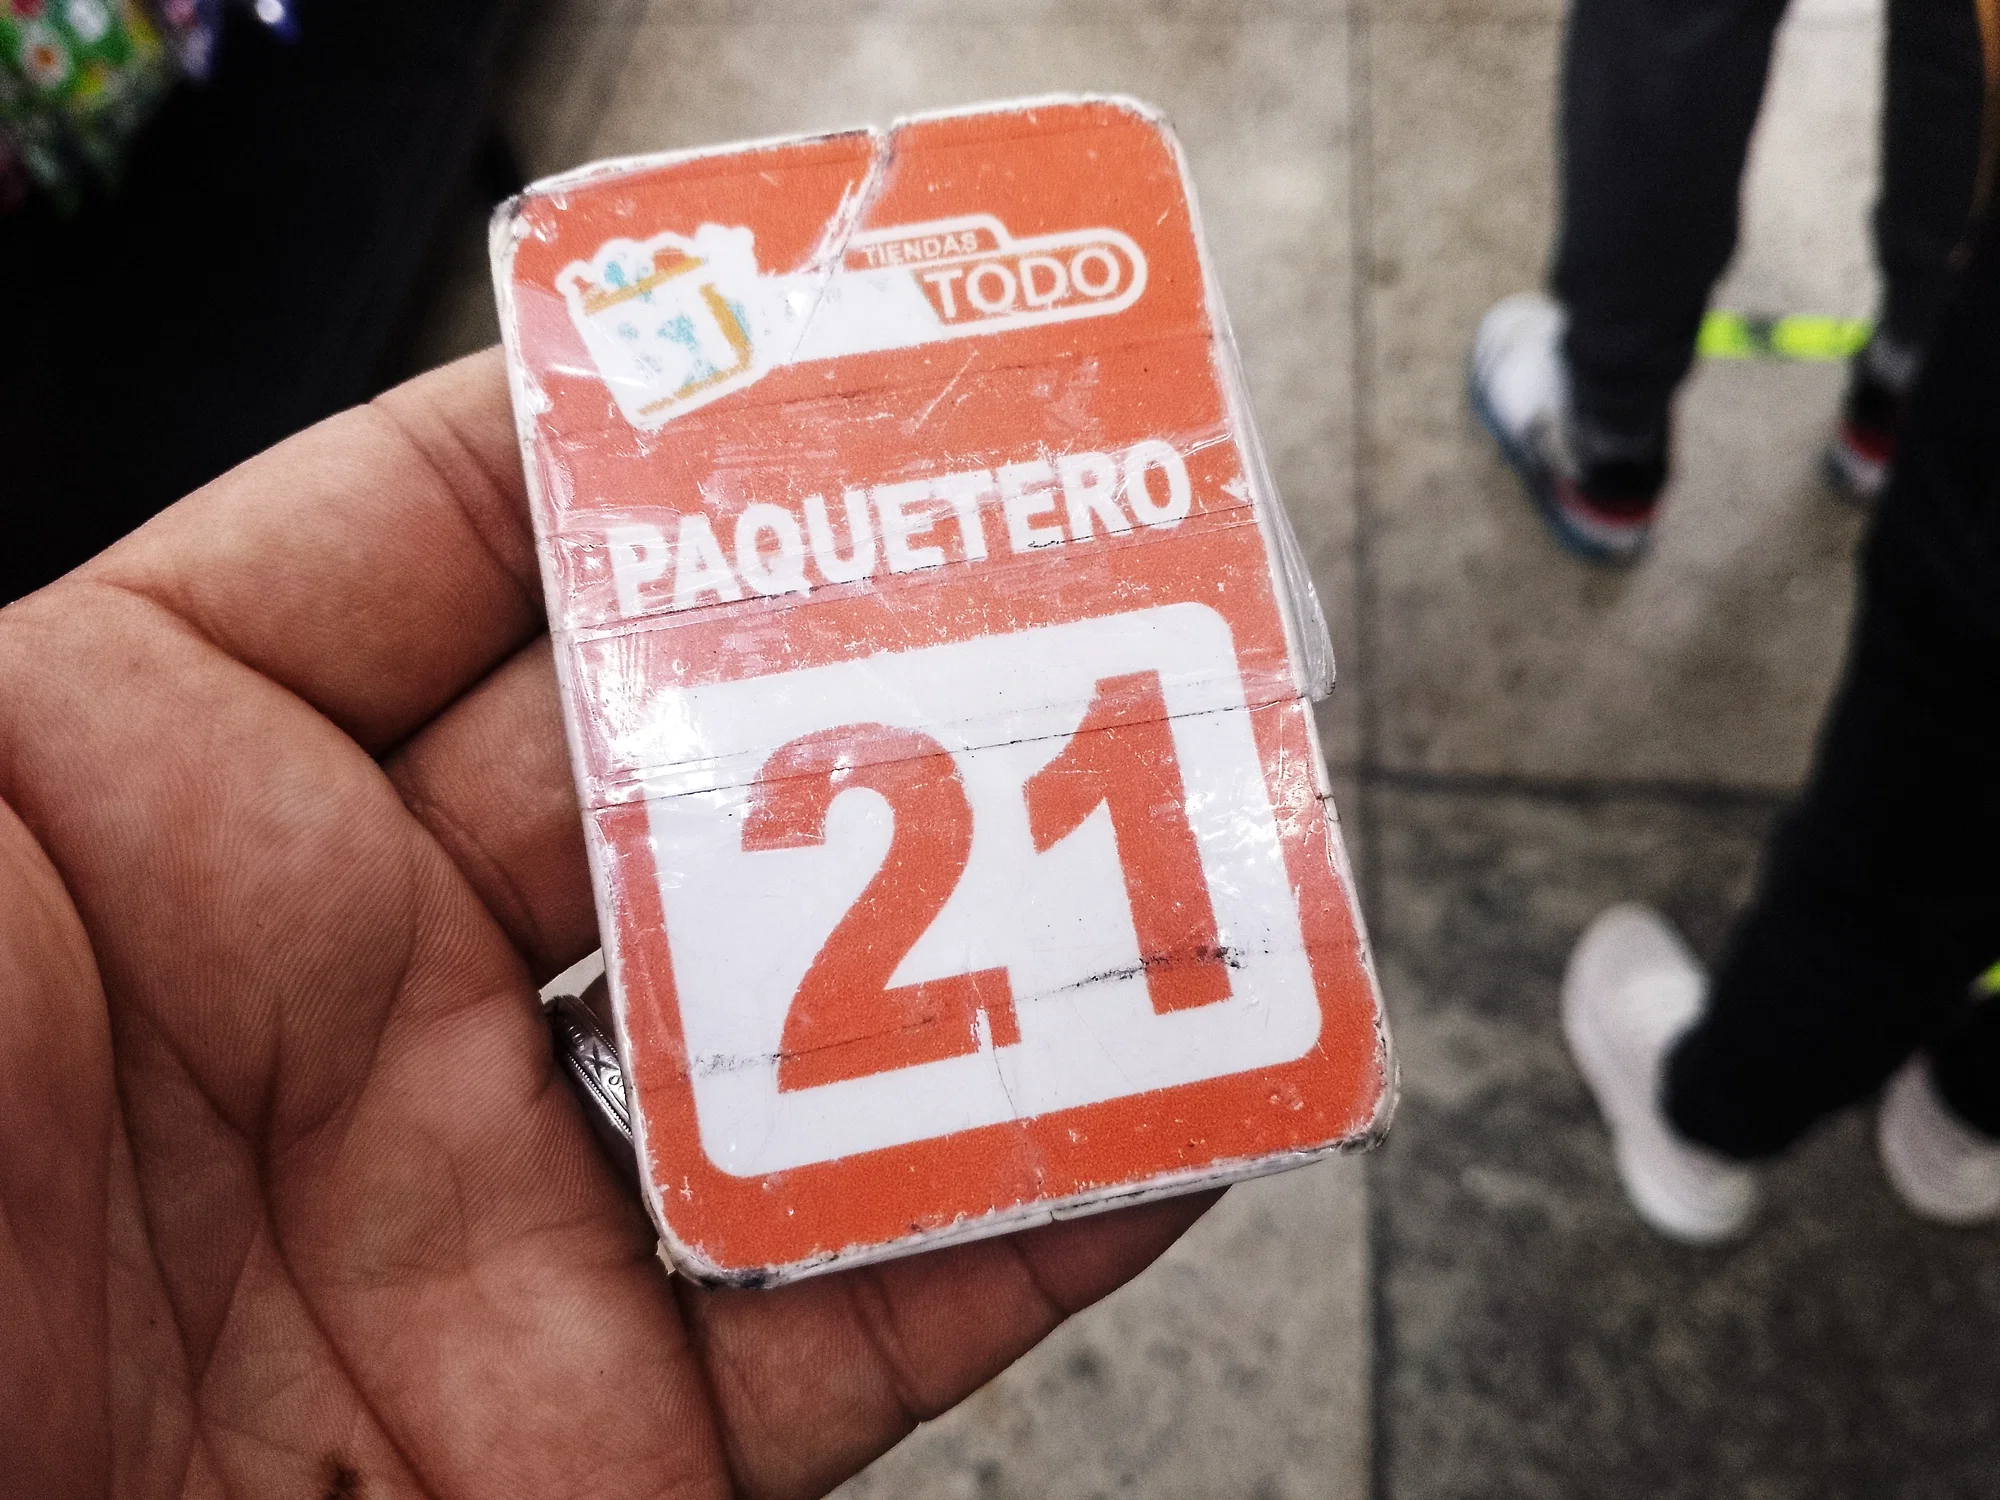 TIENDAS
TODO
PAQUETERO
21